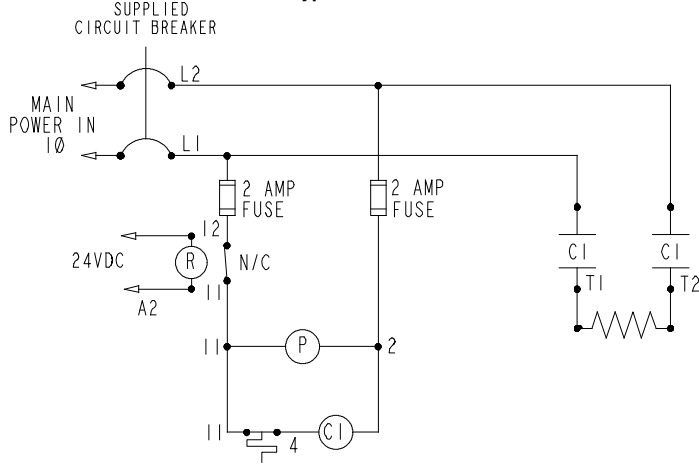 SUPPLIED
CIRCUIT BREAKER
L2
MAIN
POWER IN
1Ø
L1
2 AMP
FUSE
2 AMP
FUSE
12
24VDC
R
N/C
C1
C1
A2
11
T1
T2
11
P
2
11
4
C1